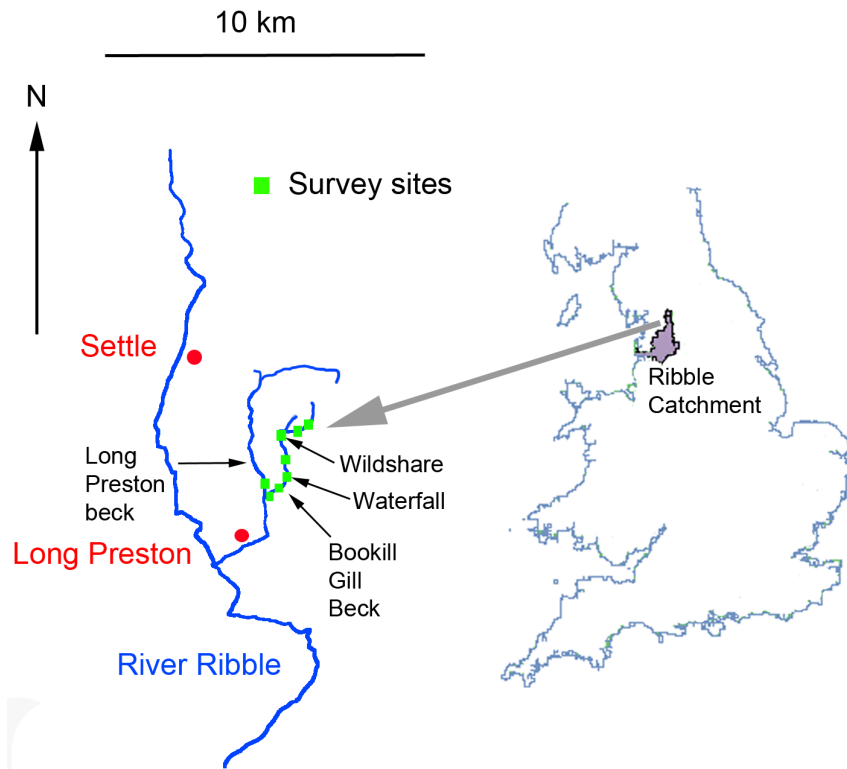 10 km
N
Survey sites
Settle
Ribble
Catchment
Long
Preston
beck
Wildshare
Waterfall
Long Preston
Bookill
Gill
Beck
River Ribble